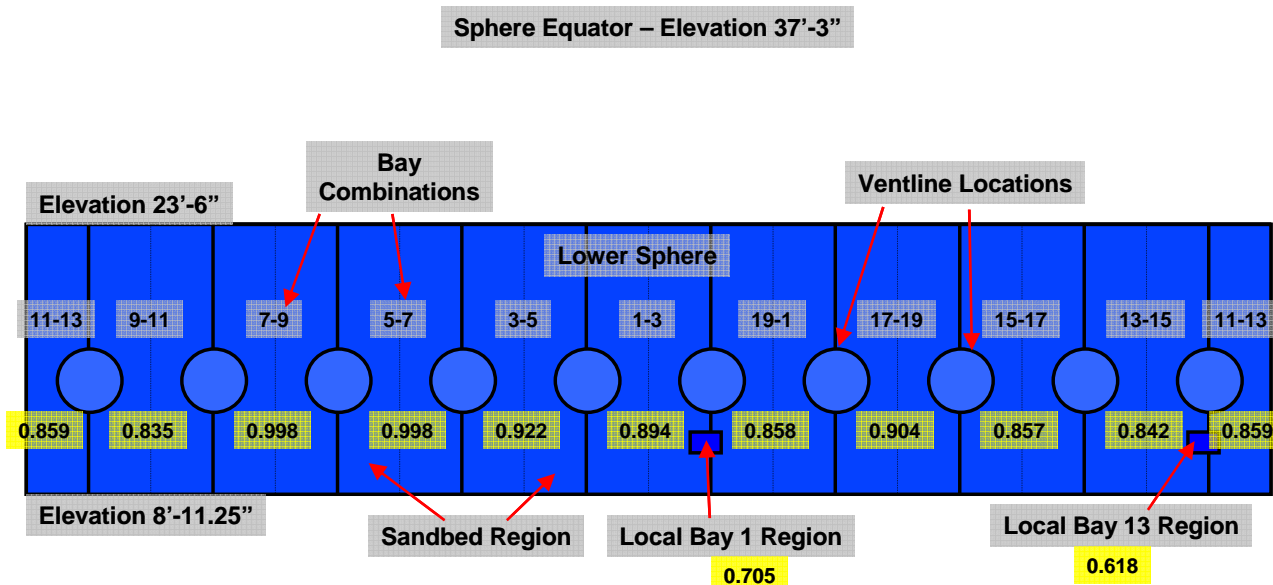 Sphere Equator – Elevation 37’-3”
Bay
Combinations
Ventline Locations
Elevation 23’-6”
Lower Sphere
11-13 9-11 7-9 5-7 3-5 1-3 19-1 17-19 15-17 13-15 11-13
0.859 0.835 0.998 0.998 0.922 0.894 0.858 0.904 0.857 0.842 0.859
Elevation 8’-11.25”
Sandbed Region
Local Bay 1 Region
0.705
Local Bay 13 Region
0.618